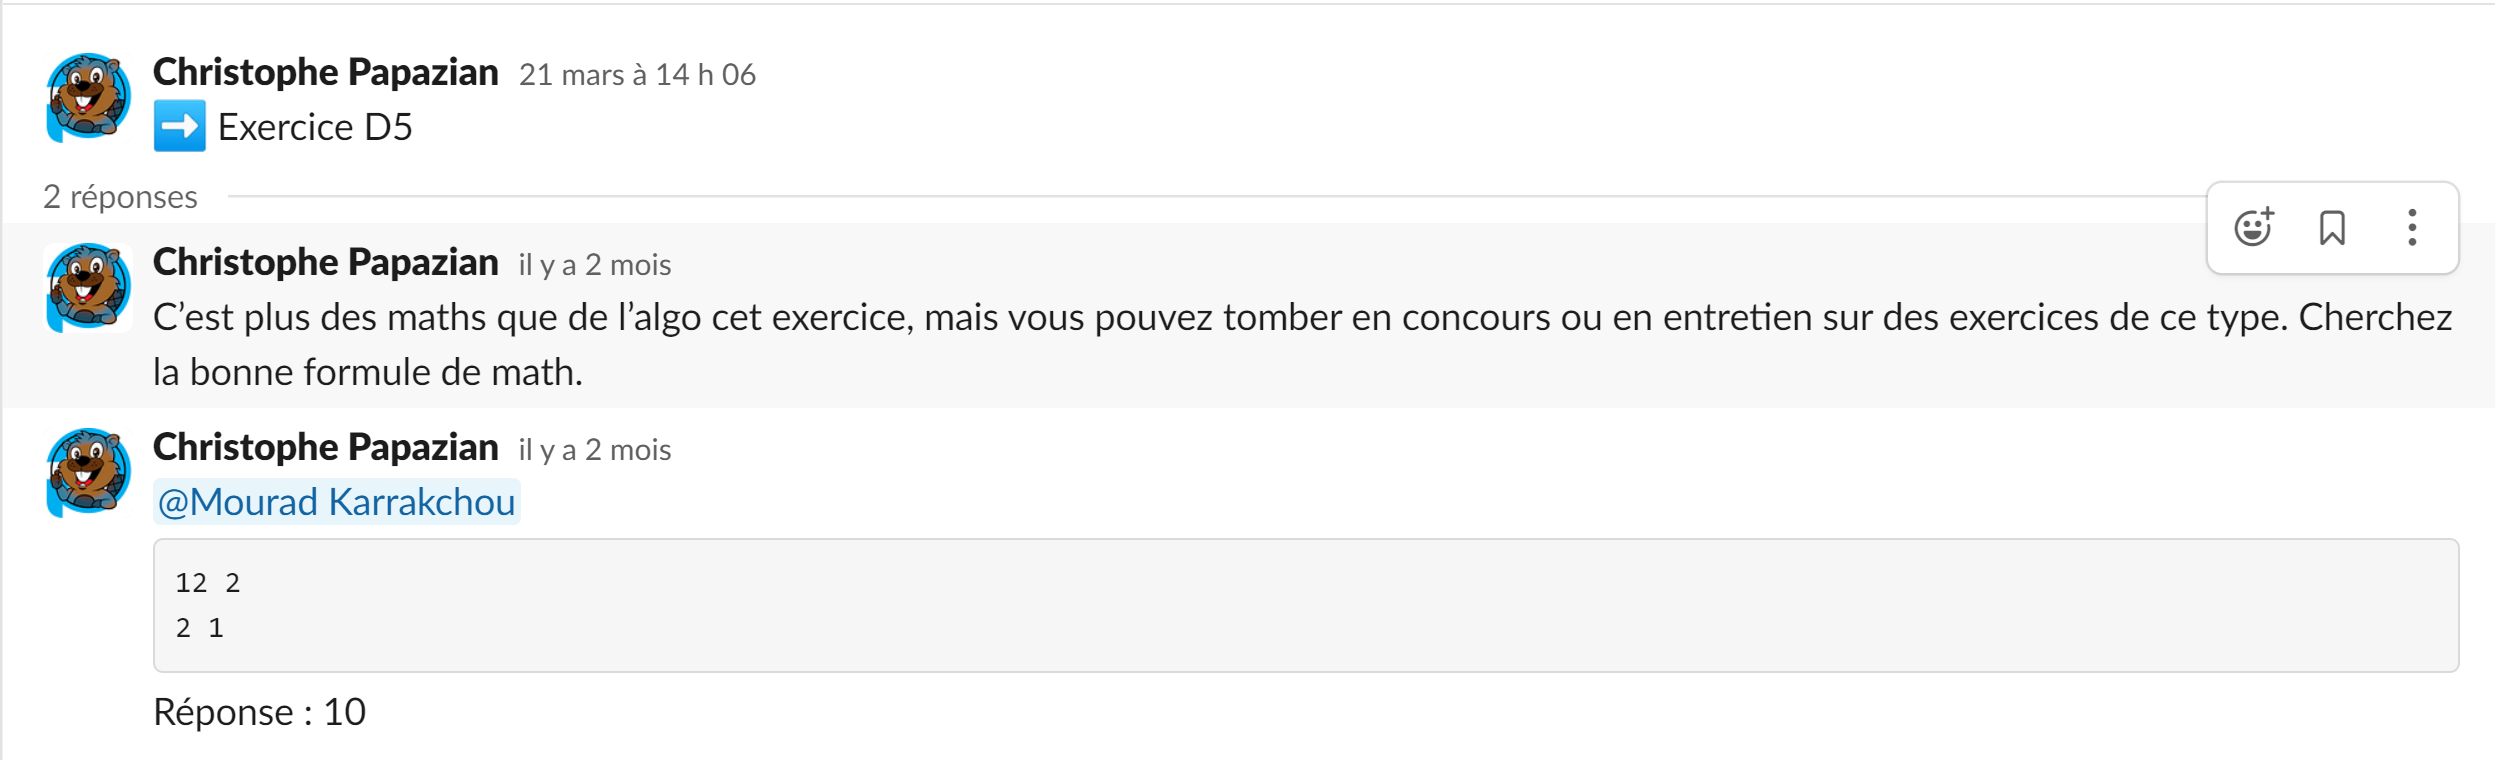 Christophe Papazian 21 mars à 14 h 06
➡️ Exercice D5
2 réponses
Christophe Papazian il y a 2 mois
C’est plus des maths que de l’algo cet exercice, mais vous pouvez tomber en concours ou en entretien sur des exercices de ce type. Cherchez
la bonne formule de math.
Christophe Papazian il y a 2 mois
@Mourad Karrakchou
12 2
2 1
Réponse : 10